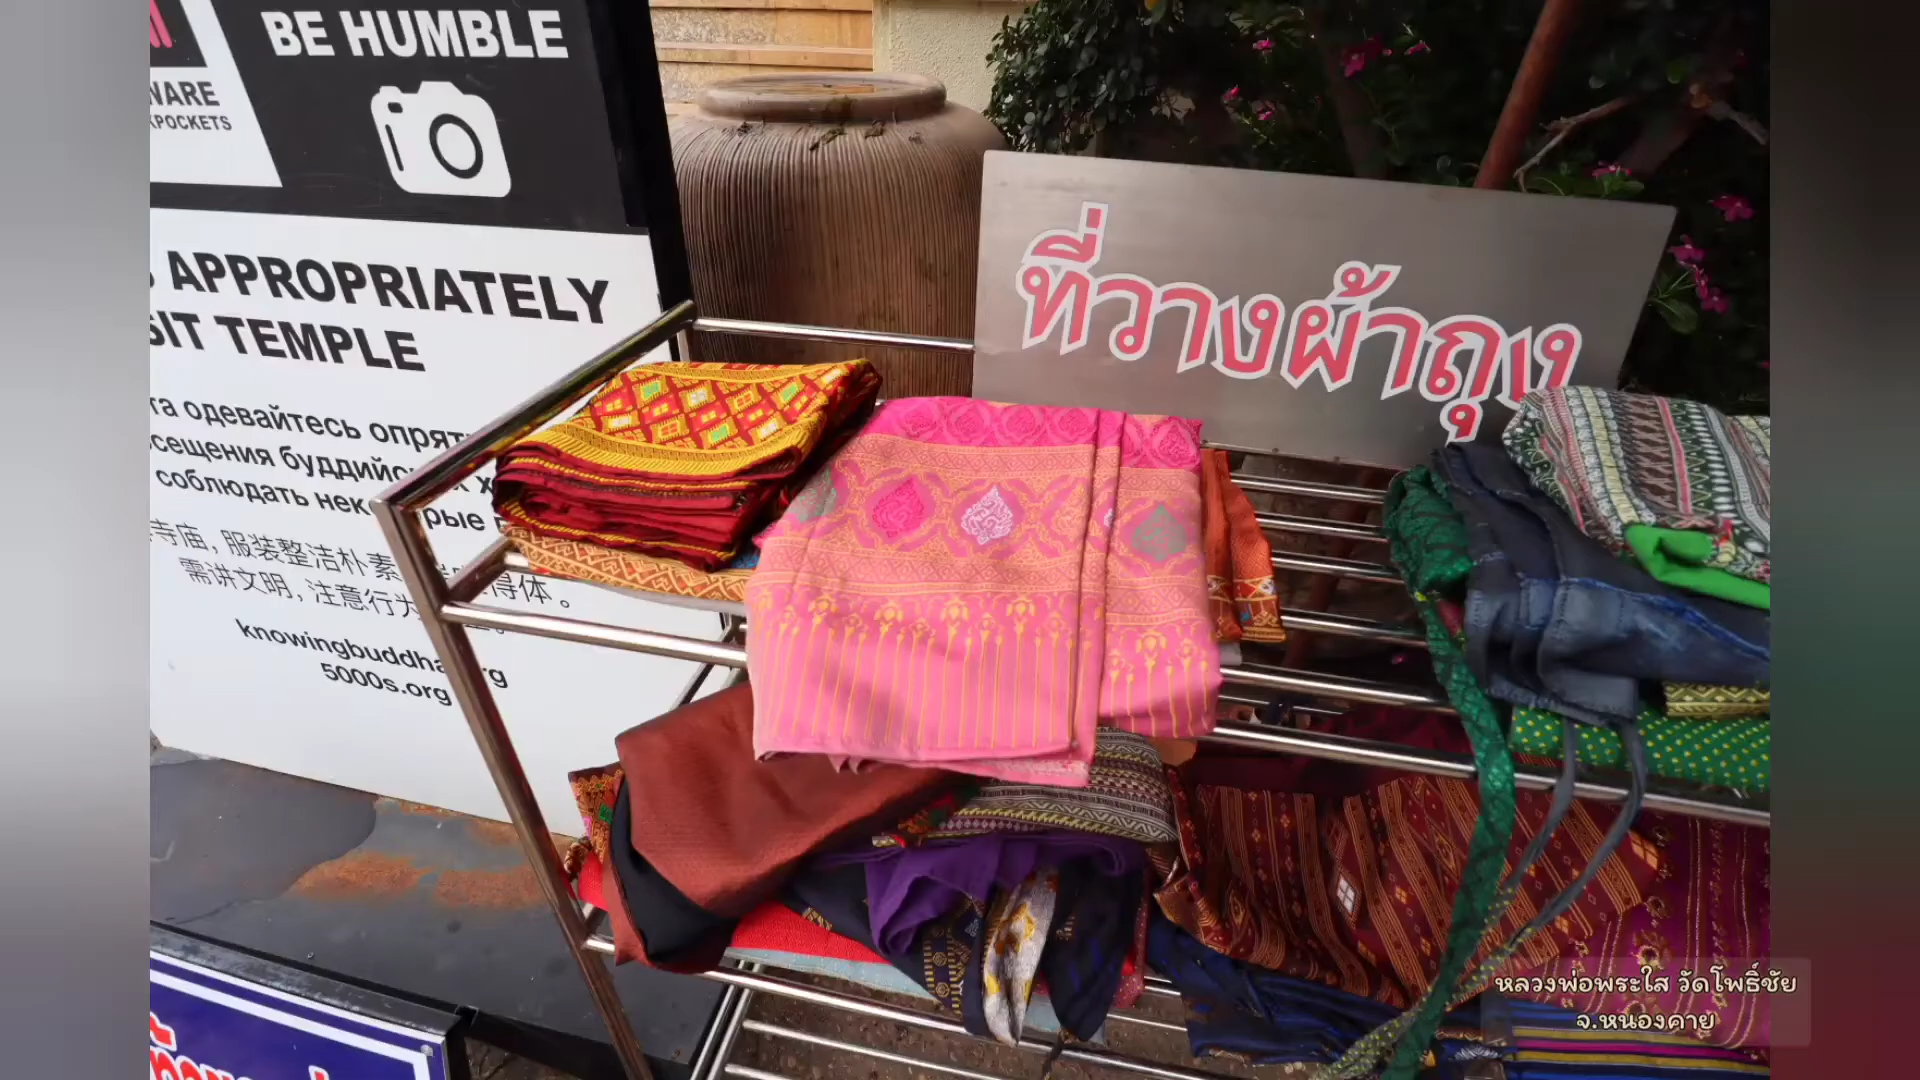 BE HUMBLE
WARE
KPOCKETS
APPROPRIATELY
SIT TEMPLE
та одевайтесь опрят
сещения буддийс
соблюдать нек рые
寺庙, 服装整洁朴素 得体。
需讲文明, 注意行为
knowingbuddha.org
5000s.org
ที่วางผ้าถุง
หลวงพ่อพระใส วัดโพธิ์ชัย
จ.หนองคาย